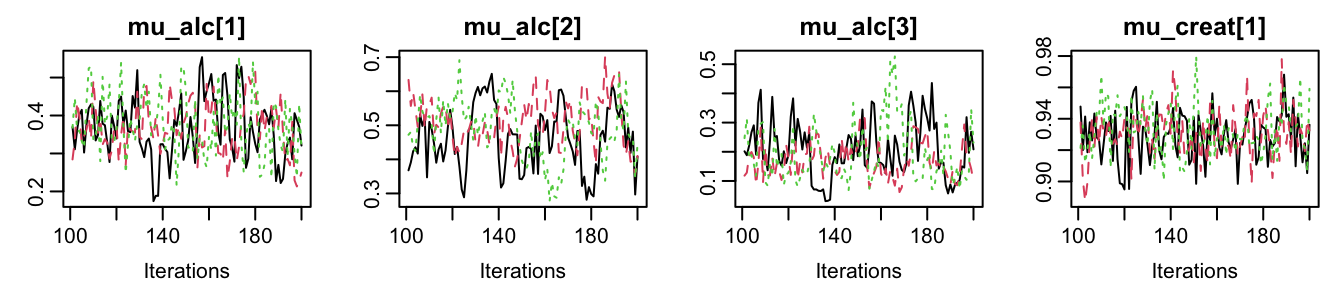 mu_alc[1]
0.2 0.4
100 140 180
Iterations
mu_alc[2]
0.3 0.5 0.7
100 140 180
Iterations
mu_alc[3]
0.1 0.3 0.5
100 140 180
Iterations
mu_creat[1]
0.90 0.94 0.98
100 140 180
Iterations